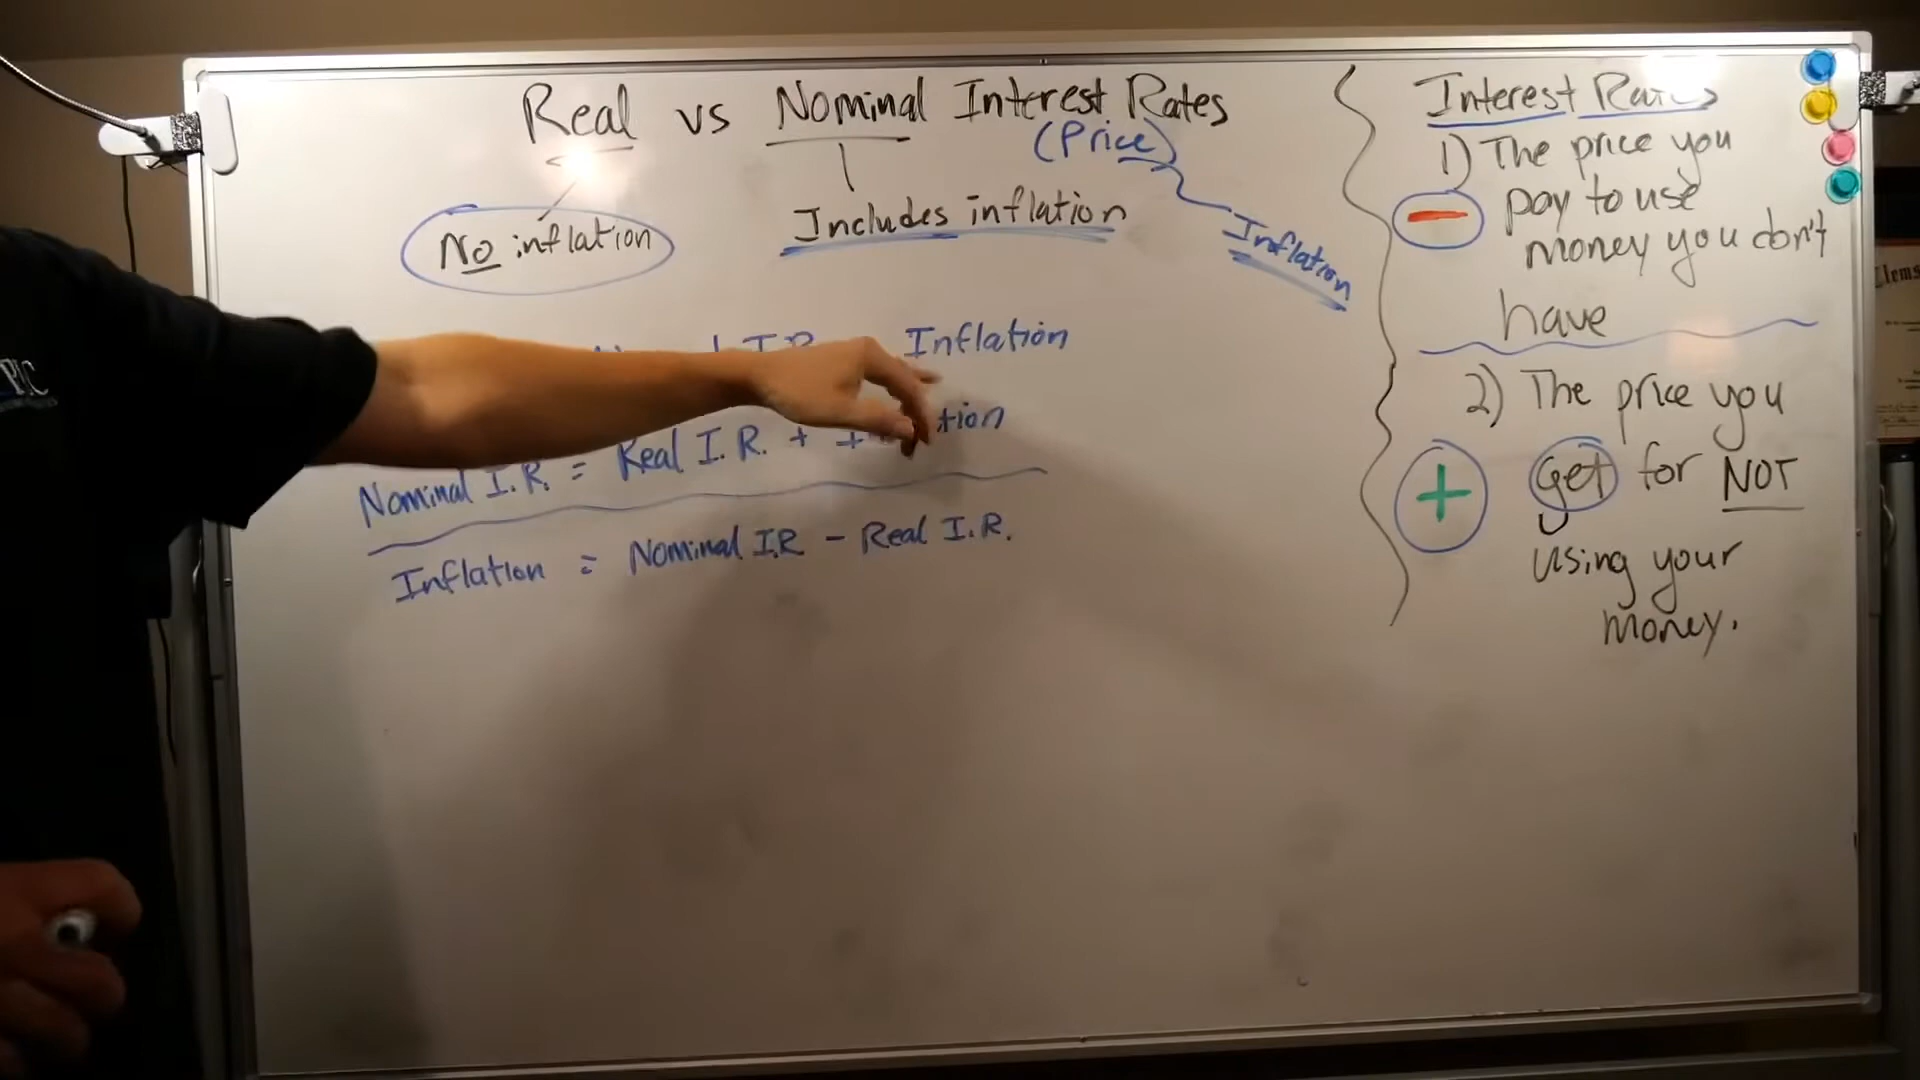 Real vs Nominal Interest Rates
(Price)
No inflation
Includes inflation
Inflation
I.R.
Inflation
Nominal I.R. = Real I.R. +
Inflation = Nominal I.R - Real I.R.
Interest Rates
1) The price you
pay to use
money you don't
have
2) The price you
+ get for NOT
using your
money.
Clems